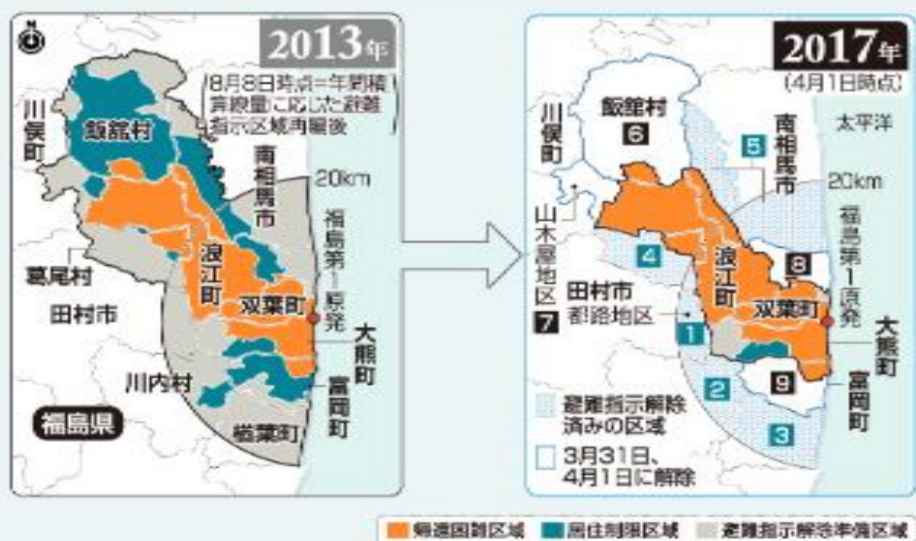 N
2013年
(8月8日時点=年間積
算線量に応じた避難
指示区域再編後)
川俣町
飯舘村
南相馬市
20km
福島第1原発
葛尾村
浪江町
双葉町
田村市
大熊町
川内村
富岡町
福島県
楢葉町
2017年
(4月1日時点)
飯舘村
6
川俣町
南相馬市
5
太平洋
20km
山木屋地区
7
福島第1原発
4
浪江町
8
田村市
都路地区
双葉町
1
大熊町
2
9
富岡町
3
避難指示解除
済みの区域
3月31日、
4月1日に解除
帰還困難区域 居住制限区域 避難指示解除準備区域